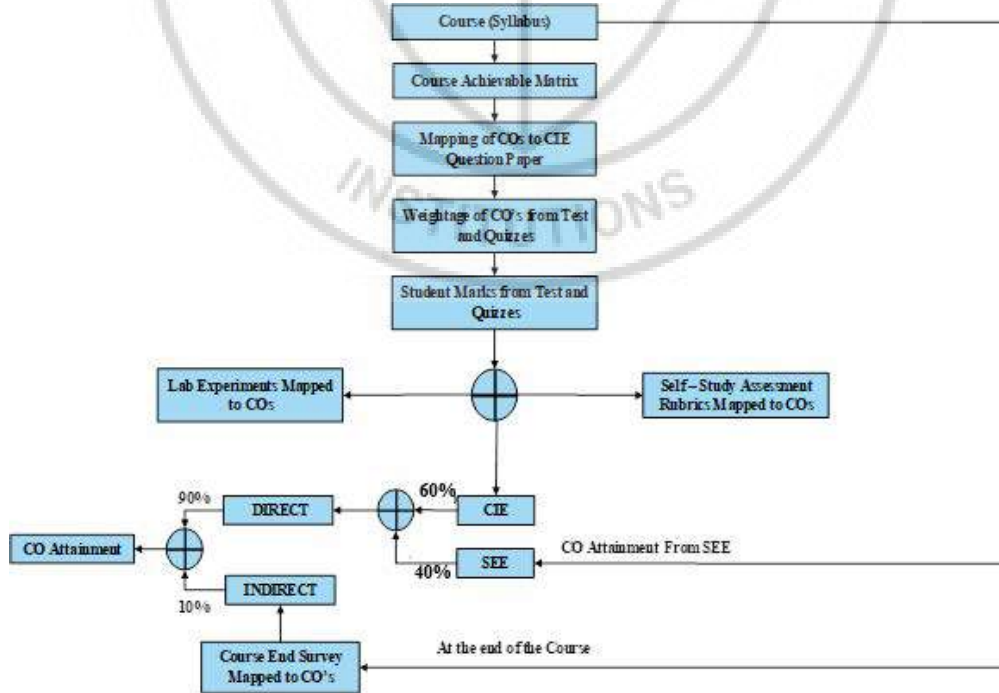 Course (Syllabus)
Course Achievable Matrix
Mapping of COs to CIE
Question Paper
INSTITUTIONS
Weightage of CO's from Test
and Quizzes
Student Marks from Test and
Quizzes
Lab Experiments Mapped
to COs
Self–Study Assessment
Rubrics Mapped to COs
90%
DIRECT
60%
CIE
CO Attainment
40%
SEE
CO Attainment From SEE
10%
INDIRECT
Course End Survey
Mapped to CO's
At the end of the Course